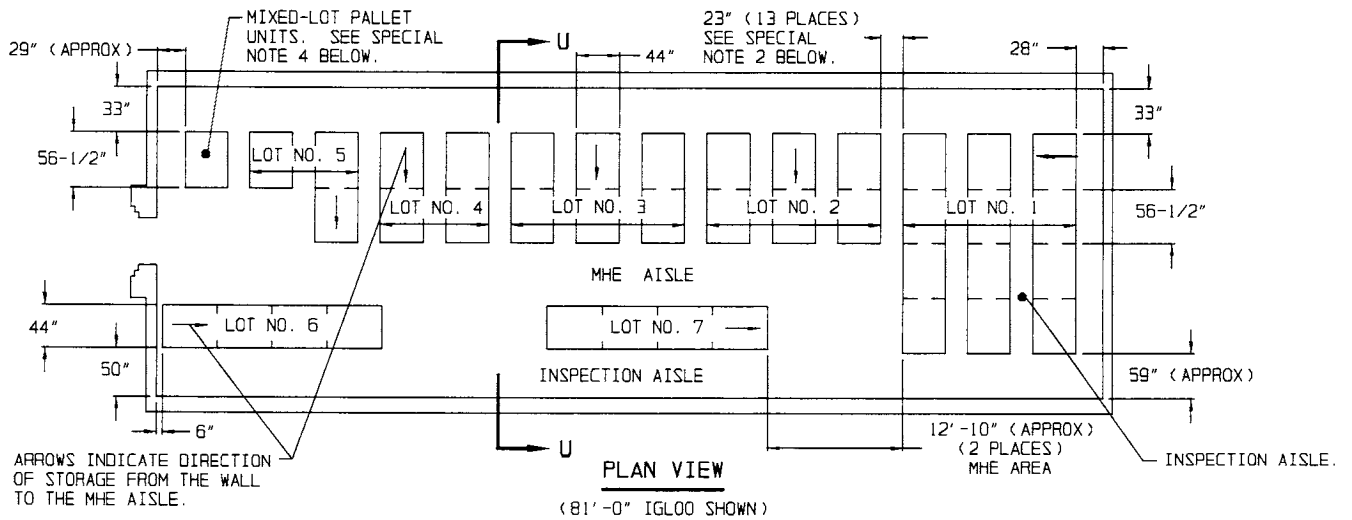 MIXED-LOT PALLET
UNITS. SEE SPECIAL
NOTE 4 BELOW.
29" (APPROX)
U
44"
23" (13 PLACES)
SEE SPECIAL
NOTE 2 BELOW.
28"
33"
33"
56-1/2"
56-1/2"
LOT NO. 5
LOT NO. 4
LOT NO. 3
LOT NO. 2
LOT NO. 1
MHE AISLE
44"
LOT NO. 6
LOT NO. 7
50"
INSPECTION AISLE
59" (APPROX)
6"
U
12'-10" (APPROX)
(2 PLACES)
MHE AREA
INSPECTION AISLE.
ARROWS INDICATE DIRECTION
OF STORAGE FROM THE WALL
TO THE MHE AISLE.
PLAN VIEW
(81'-0" IGLOO SHOWN)